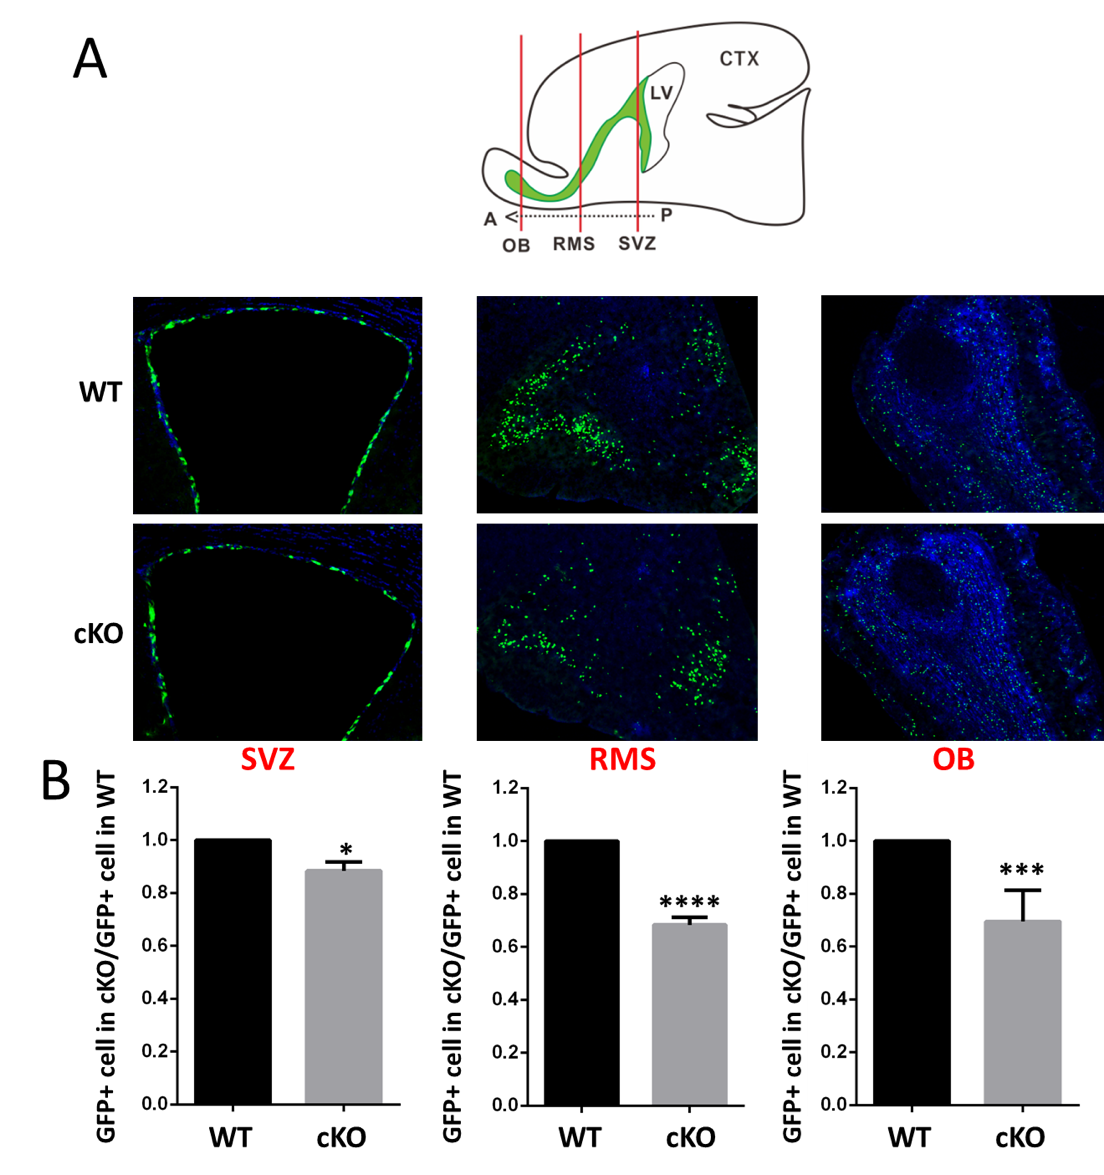 A
CTX
LV
A
P
OB RMS SVZ
WT
cKO
SVZ RMS OB
B
GFP+ cell in cKO/GFP+ cell in WT
1.2
1.0
0.8
0.6
0.4
0.2
0.0
*
WT cKO
GFP+ cell in cKO/GFP+ cell in WT
1.2
1.0
0.8
0.6
0.4
0.2
0.0
****
WT cKO
GFP+ cell in cKO/GFP+ cell in WT
1.2
1.0
0.8
0.6
0.4
0.2
0.0
***
WT cKO